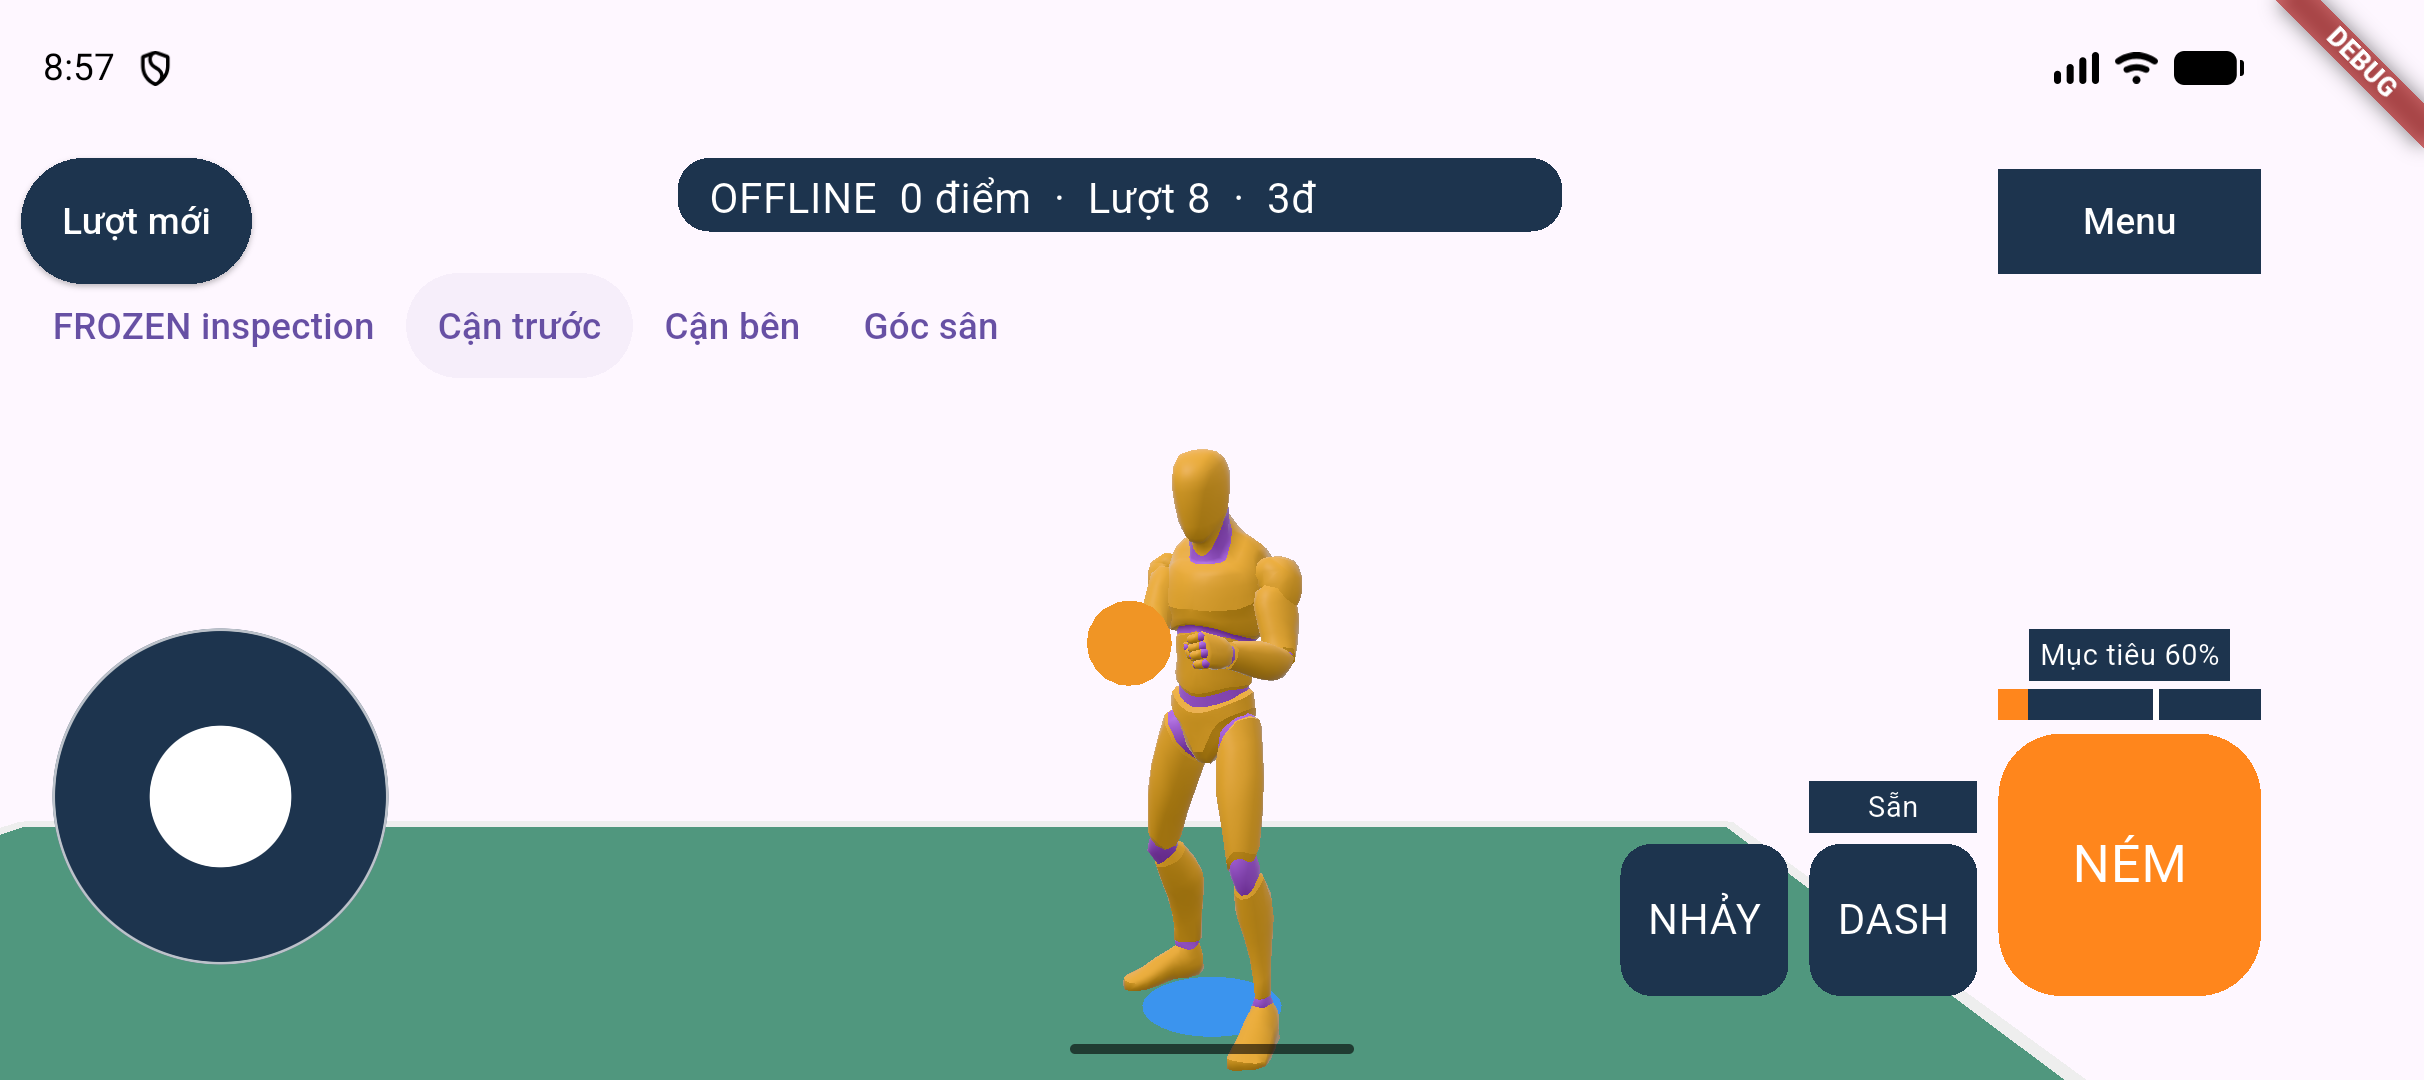 8:57
DEBUG
Lượt mới
OFFLINE 0 điểm · Lượt 8 · 3đ
Menu
FROZEN inspection Cận trước Cận bên Góc sân
Mục tiêu 60%
Sẵn
NHẢY
DASH
NÉM